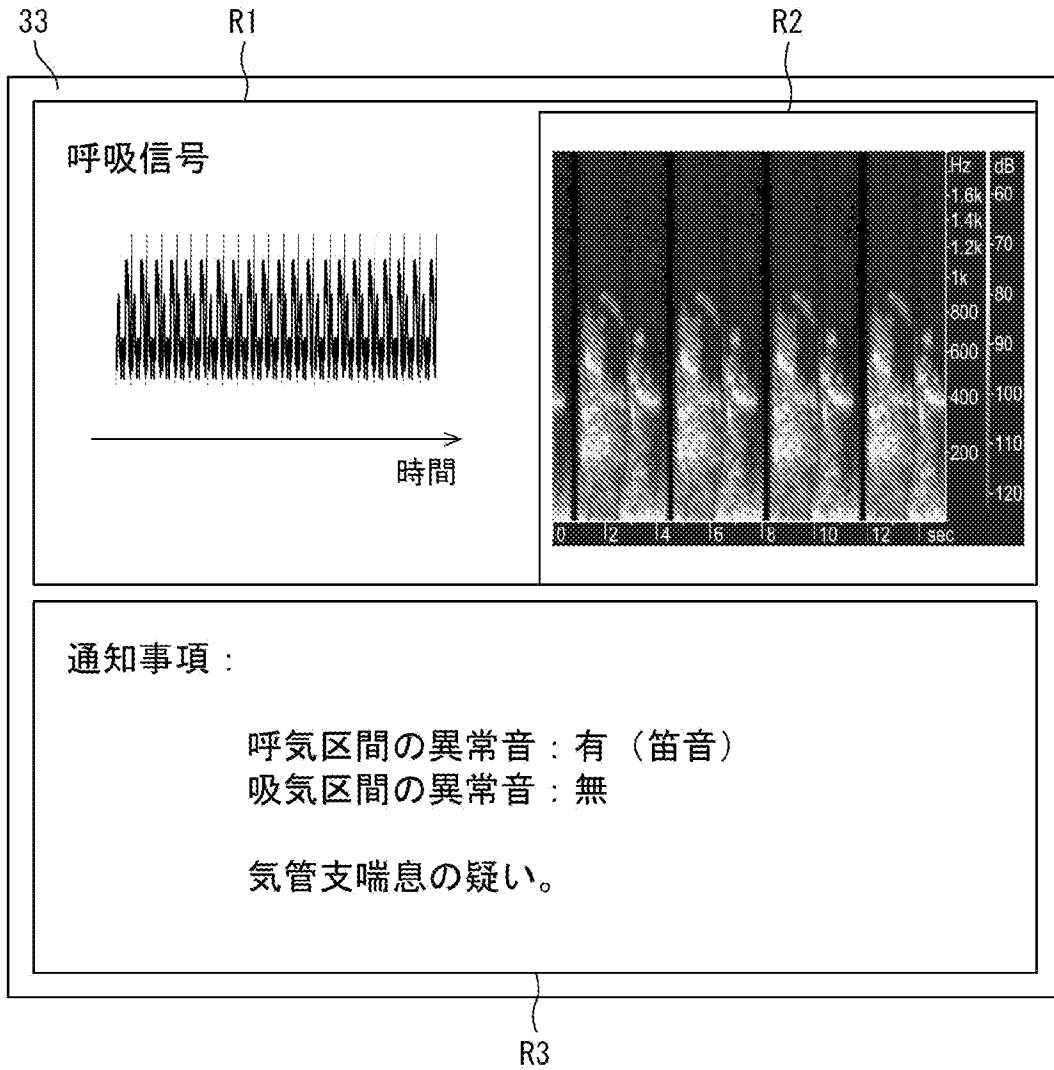 33
R1
R2
呼吸信号
時間
Hz
1.6k
1.4k
1.2k
1k
800
600
400
200
dB
60
70
80
90
100
110
120
0 2 4 6 8 10 12 sec
通知事項：
呼気区間の異常音：有（笛音）
吸気区間の異常音：無
気管支喘息の疑い。
R3